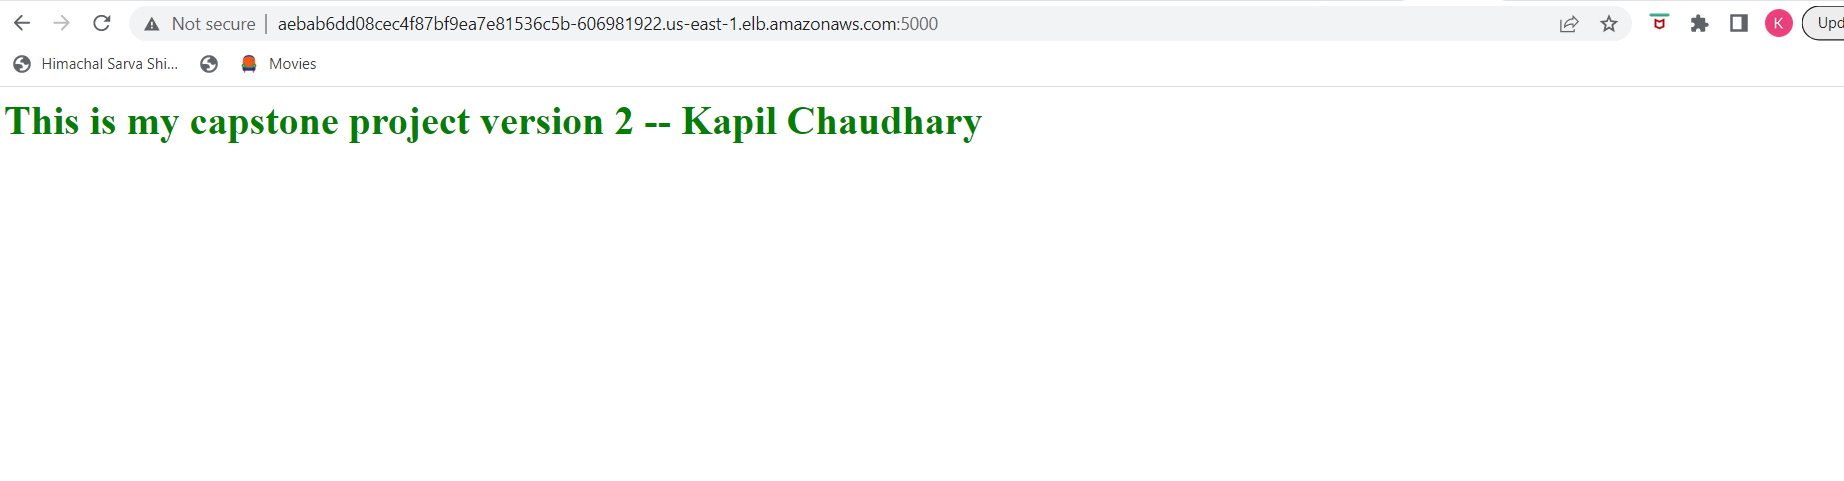 Not secure aebab6dd08cec4f87bf9ea7e81536c5b-606981922.us-east-1.elb.amazonaws.com:5000 K Upd
Himachal Sarva Shi... Movies
This is my capstone project version 2 -- Kapil Chaudhary